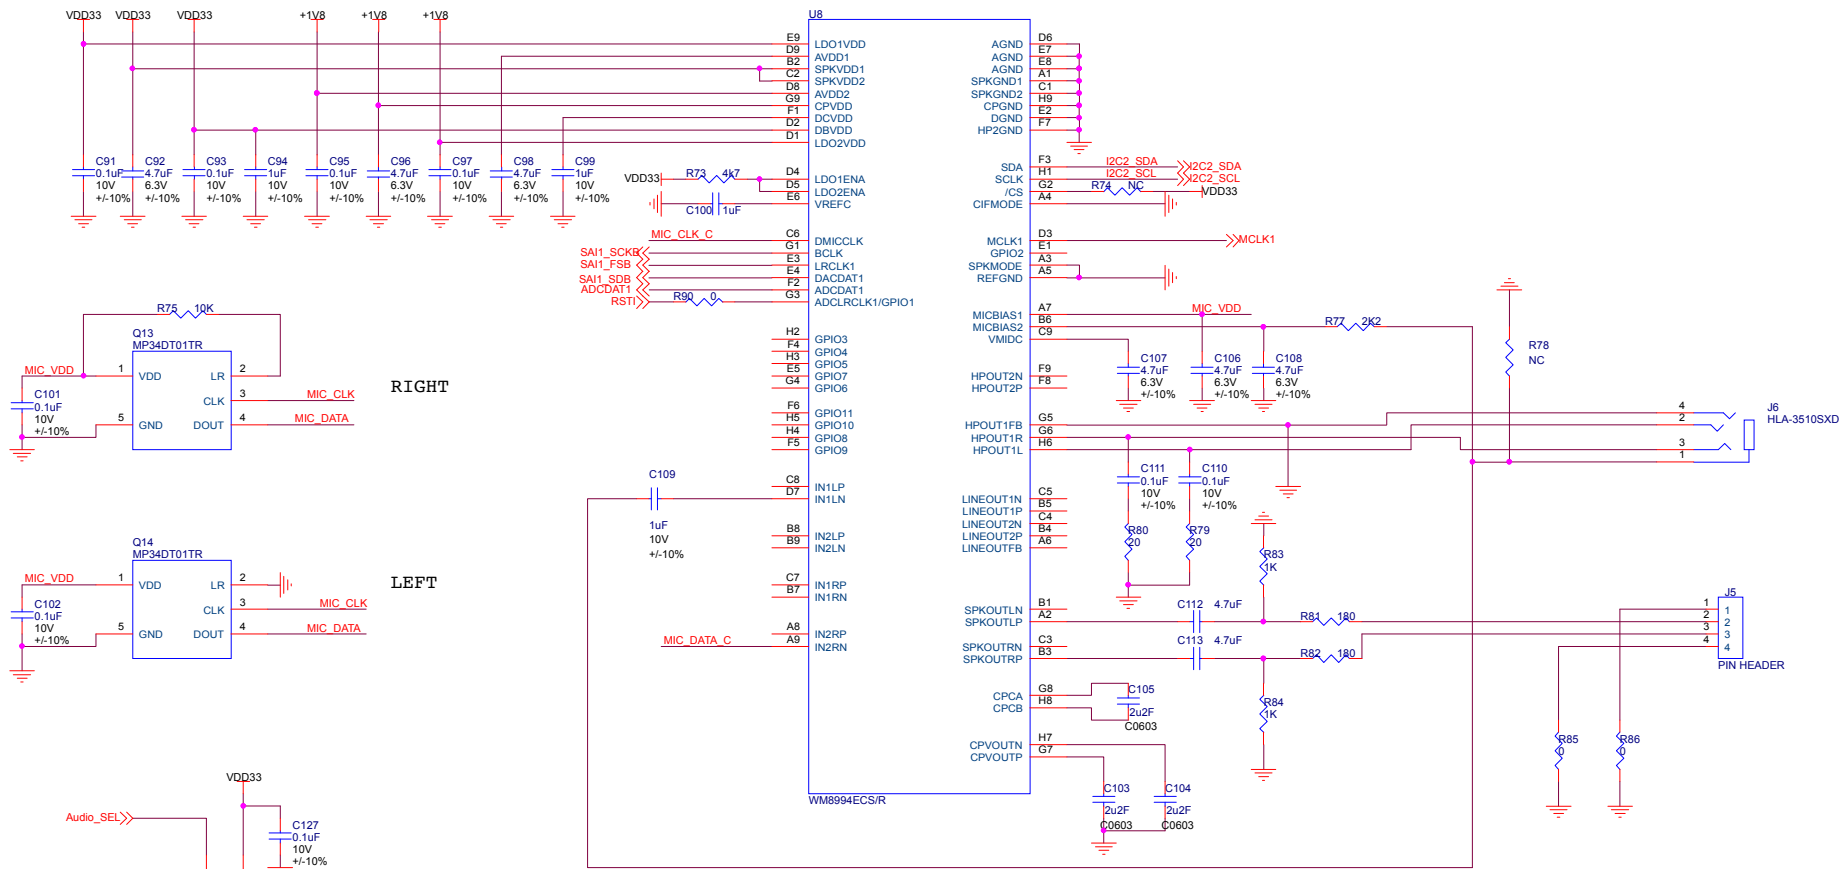 VDD33 VDD33 VDD33 +1V8 +1V8 +1V8
U8
E9 LDO1VDD
D9 AVDD1
B2 SPKVDD1
C2 SPKVDD2
D8 AVDD2
G9 CPVDD
F1 DCVDD
D2 DBVDD
D1 LDO2VDD
AGND D6
AGND E7
AGND E8
SPKGND1 A1
SPKGND2 C1
CPGND H9
DGND E2
HP2GND F7
C91 C92 C93 C94 C95 C96 C97 C98 C99
0.1uF 4.7uF 0.1uF 1uF 0.1uF 4.7uF 0.1uF 4.7uF 1uF
10V 6.3V 10V 10V 10V 6.3V 10V 6.3V 10V
+/-10% +/-10% +/-10% +/-10% +/-10% +/-10% +/-10% +/-10% +/-10%
VDD33 R73 4k7
D4 LDO1ENA
D5 LDO2ENA
C100 1uF
E6 VREFC
SDA F3 I2C2_SDA I2C2_SDA
SCLK H1 I2C2_SCL I2C2_SCL
/CS G2 R74 NC VDD33
CIFMODE A4
MIC_CLK_C C6 DMICCLK
SAI1_SCKB G1 BCLK
SAI1_FSB E3 LRCLK1
SAI1_SDB E4 DACDAT1
ADCDAT1 F2 ADCDAT1
RSTI R90 0 G3 ADCLRCLK1/GPIO1
MCLK1 D3 MCLK1
GPIO2 E1
SPKMODE A3
REFGND A5
MICBIAS1 A7 MIC_VDD
MICBIAS2 B6 R77 2K2
VMIDC C9
R78
NC
C107 C106 C108
4.7uF 4.7uF 4.7uF
6.3V 6.3V 6.3V
+/-10% +/-10% +/-10%
R75 10K
Q13
MP34DT01TR
MIC_VDD 1 VDD LR 2
CLK 3 MIC_CLK
5 GND DOUT 4 MIC_DATA
C101
0.1uF
10V
+/-10%
RIGHT
H2 GPIO3
F4 GPIO4
H3 GPIO5
E5 GPIO7
G4 GPIO6
F6 GPIO11
H5 GPIO10
H4 GPIO8
F5 GPIO9
HPOUT2N F9
HPOUT2P F8
HPOUT1FB G5
HPOUT1R G6
HPOUT1L H6
4
2
3
1
J6
HLA-3510SXD
C111 C110
0.1uF 0.1uF
10V 10V
+/-10% +/-10%
R80 R79
20 20
C109
1uF
10V
+/-10%
C8 IN1LP
D7 IN1LN
B8 IN2LP
B9 IN2LN
C7 IN1RP
B7 IN1RN
A8 IN2RP
MIC_DATA_C A9 IN2RN
LINEOUT1N C5
LINEOUT1P B5
LINEOUT2N C4
LINEOUT2P B4
LINEOUTFB A6
R83
1K
Q14
MP34DT01TR
MIC_VDD 1 VDD LR 2
CLK 3 MIC_CLK
5 GND DOUT 4 MIC_DATA
C102
0.1uF
10V
+/-10%
LEFT
SPKOUTLN B1
SPKOUTLP A2 C112 4.7uF R81 180
SPKOUTRN C3 C113 4.7uF
SPKOUTRP B3 R82 180
R84
1K
J5
1 1
2 2
3 3
4 4
PIN HEADER
R85 R86
0 0
CPCA G8
CPCB H8
C105
2u2F
C0603
CPVOUTN H7
CPVOUTP G7
C103 C104
2u2F 2u2F
C0603 C0603
WM8994ECS/R
VDD33
Audio_SEL
C127
0.1uF
10V
+/-10%